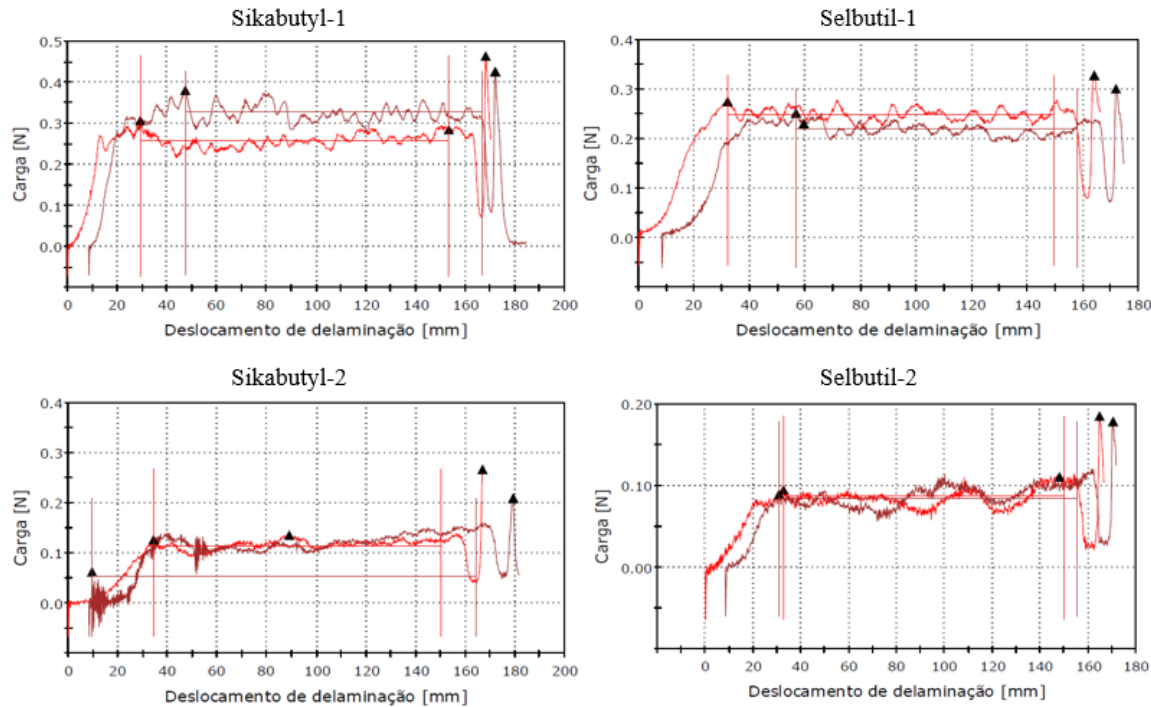 Sikabutyl-1
Selbutil-1
0.5
0.4
0.3
0.2
0.1
0.0
Carga [N]
0 20 40 60 80 100 120 140 160 180 200
Deslocamento de delaminação [mm]
0.4
0.3
0.2
0.1
0.0
Carga [N]
0 20 40 60 80 100 120 140 160 180
Deslocamento de delaminação [mm]
Sikabutyl-2
Selbutil-2
0.4
0.3
0.2
0.1
0.0
Carga [N]
0 20 40 60 80 100 120 140 160 180 200
Deslocamento de delaminação [mm]
0.20
0.10
0.00
Carga [N]
0 20 40 60 80 100 120 140 160 180
Deslocamento de delaminação [mm]